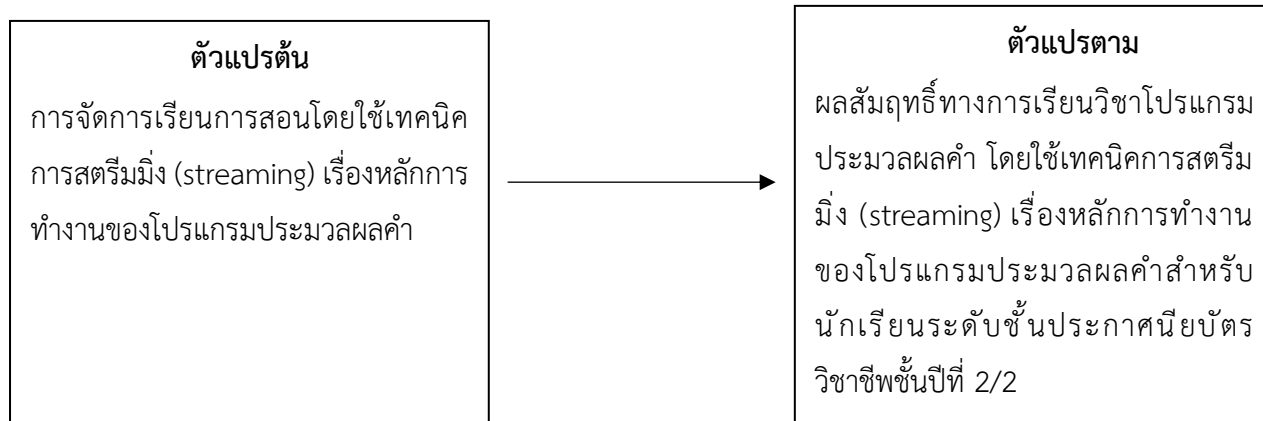 ตัวแปรต้น
การจัดการเรียนการสอนโดยใช้เทคนิค
การสตรีมมิ่ง (streaming) เรื่องหลักการ
ทำงานของโปรแกรมประมวลผลคำ
ตัวแปรตาม
ผลสัมฤทธิ์ทางการเรียนวิชาโปรแกรม
ประมวลผลคำ โดยใช้เทคนิคการสตรีม
มิ่ง (streaming) เรื่องหลักการทำงาน
ของโปรแกรมประมวลผลคำสำหรับ
นักเรียนระดับชั้นประกาศนียบัตร
วิชาชีพชั้นปีที่ 2/2